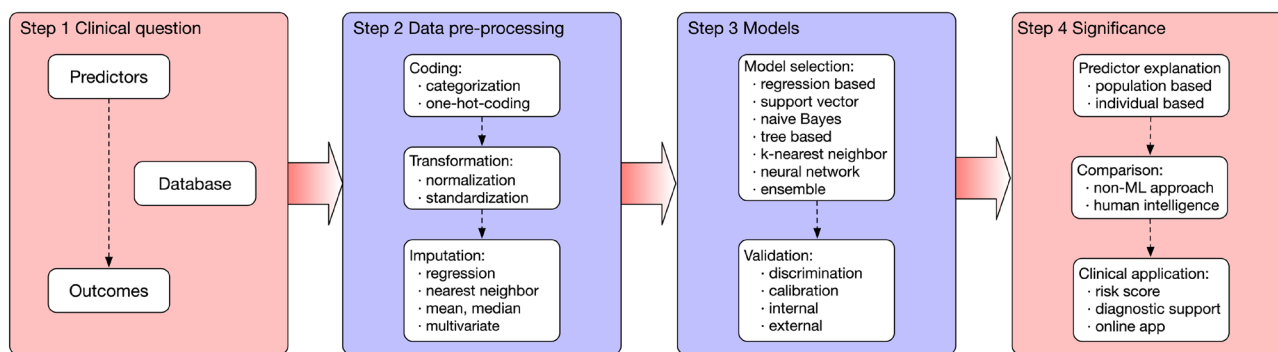 Step 1 Clinical question
Predictors
Database
Outcomes
Step 2 Data pre-processing
Coding:
· categorization
· one-hot-coding
Transformation:
· normalization
· standardization
Imputation:
· regression
· nearest neighbor
· mean, median
· multivariate
Step 3 Models
Model selection:
· regression based
· support vector
· naive Bayes
· tree based
· k-nearest neighbor
· neural network
· ensemble
Validation:
· discrimination
· calibration
· internal
· external
Step 4 Significance
Predictor explanation
· population based
· individual based
Comparison:
· non-ML approach
· human intelligence
Clinical application:
· risk score
· diagnostic support
· online app